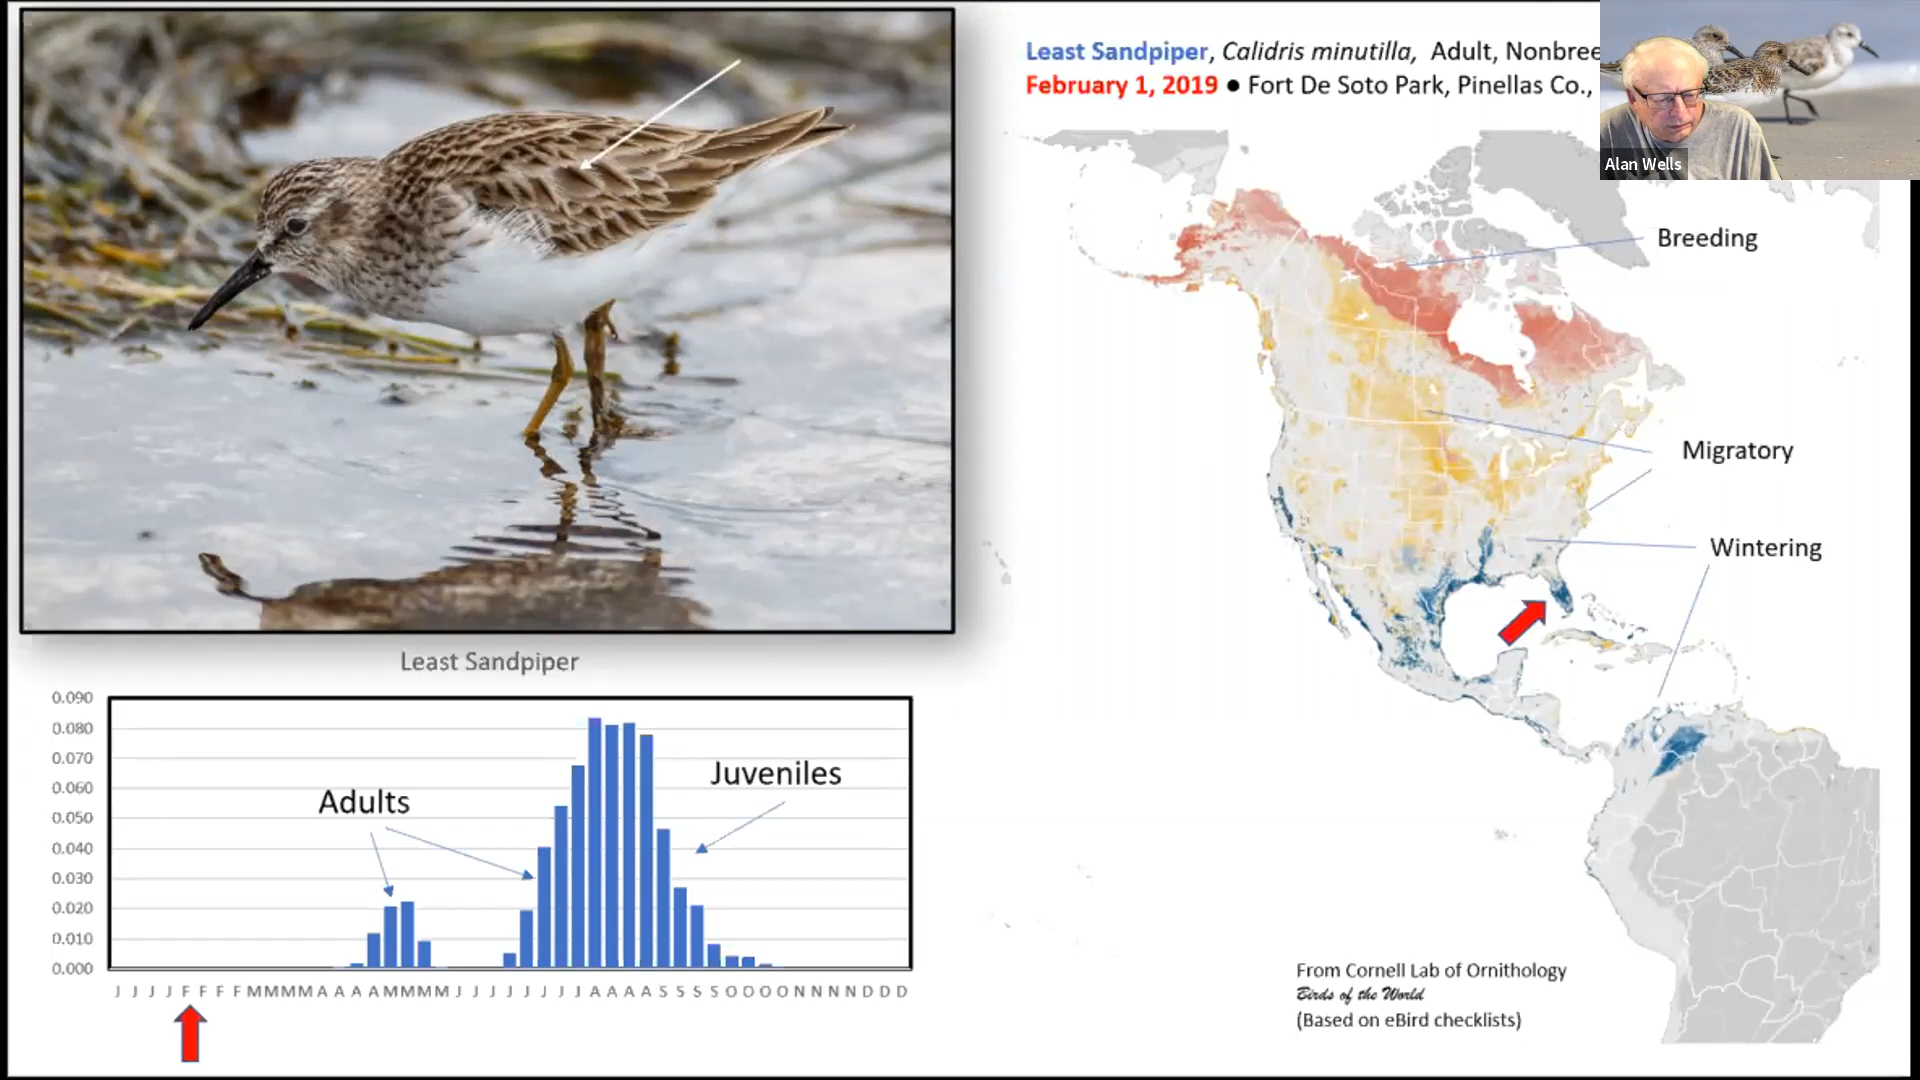 Least Sandpiper, Calidris minutilla, Adult, Nonbree
February 1, 2019 ● Fort De Soto Park, Pinellas Co.,
Alan Wells
Breeding
Migratory
Wintering
Least Sandpiper
0.090
0.080
0.070
0.060
0.050
0.040
0.030
0.020
0.010
0.000
Adults
Juveniles
J J J J F F F F M M M M A A A A M M M M J J J J J J J J A A A A S S S S O O O O N N N N D D D
From Cornell Lab of Ornithology
Birds of the World
(Based on eBird checklists)